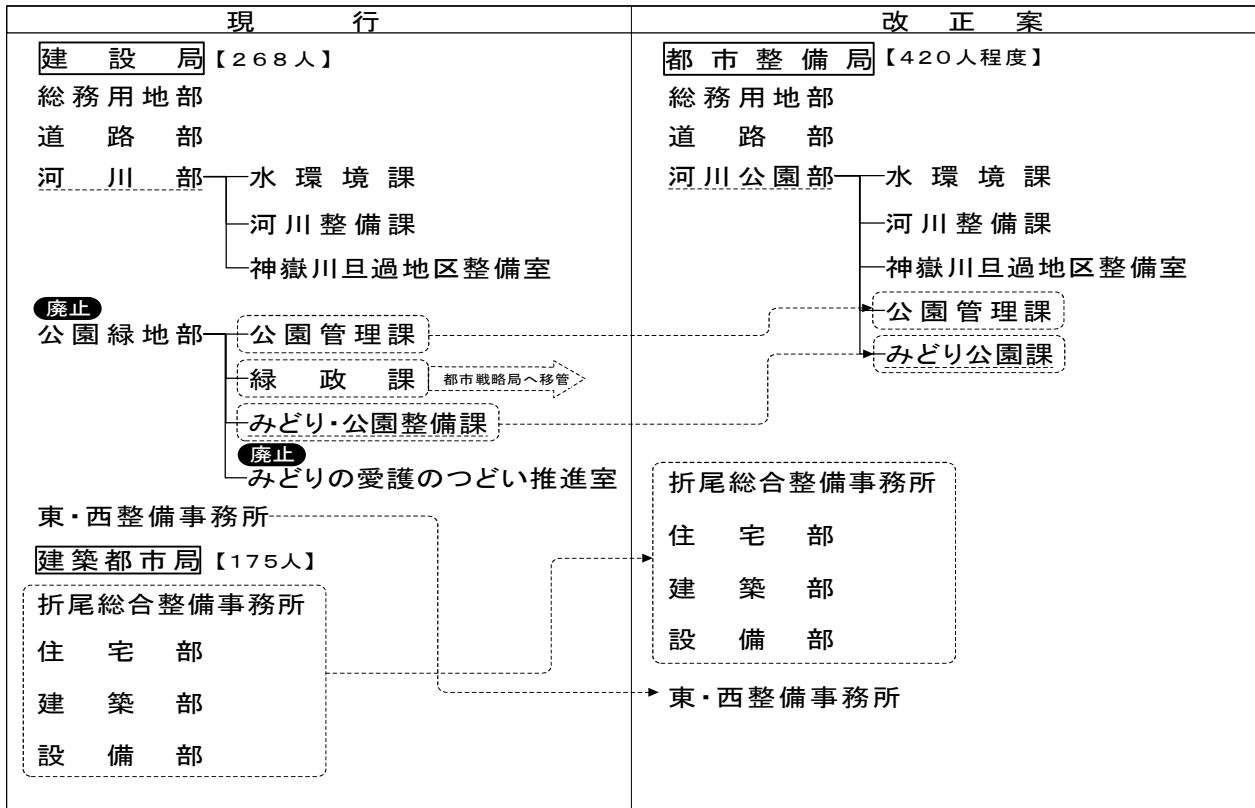 現行
建設局【268人】
総務用地部
道路部
河川部
水環境課
河川整備課
神嶽川旦過地区整備室
廃止
公園緑地部
公園管理課
緑政課
都市戦略局へ移管
みどり・公園整備課
廃止
みどりの愛護のつどい推進室
東・西整備事務所
建築都市局【175人】
折尾総合整備事務所
住宅部
建築部
設備部
改正案
都市整備局【420人程度】
総務用地部
道路部
河川公園部
水環境課
河川整備課
神嶽川旦過地区整備室
公園管理課
みどり公園課
折尾総合整備事務所
住宅部
建築部
設備部
東・西整備事務所